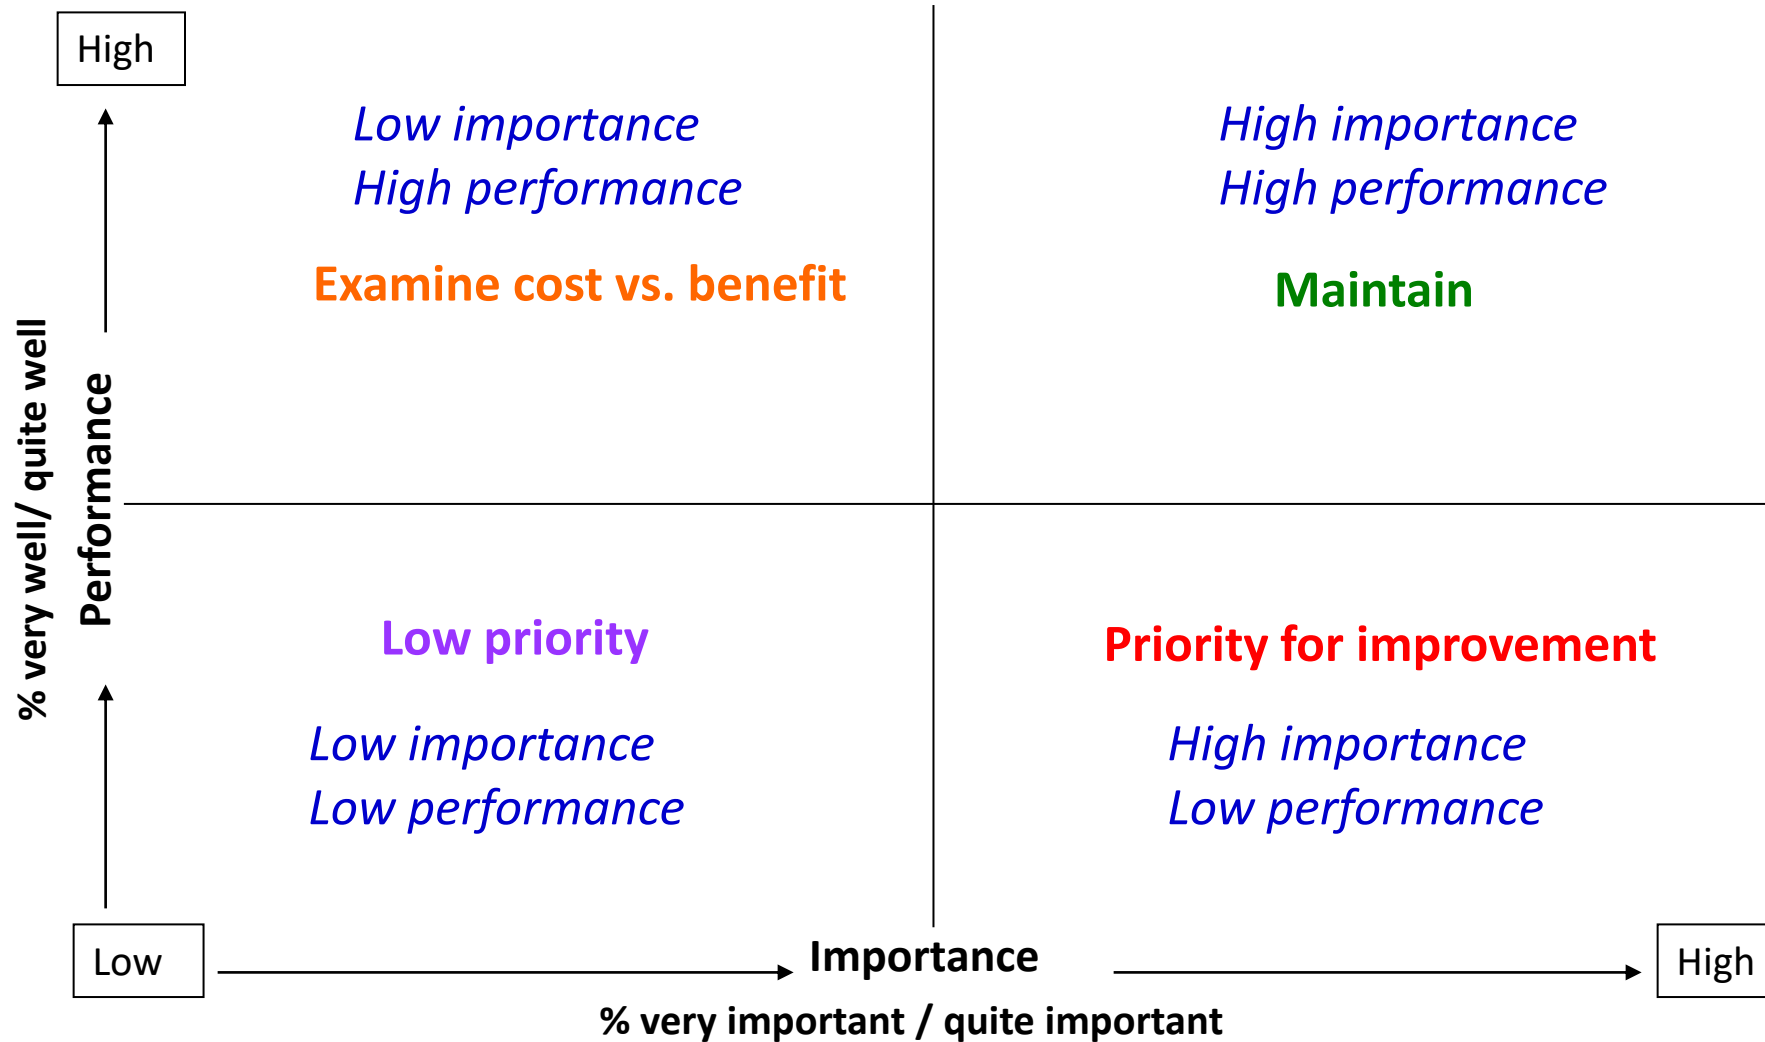 High
Low importance
High performance
Examine cost vs. benefit
High importance
High performance
Maintain
% very well/ quite well
Performance
Low priority
Low importance
Low performance
Priority for improvement
High importance
Low performance
Low
Importance
High
% very important / quite important